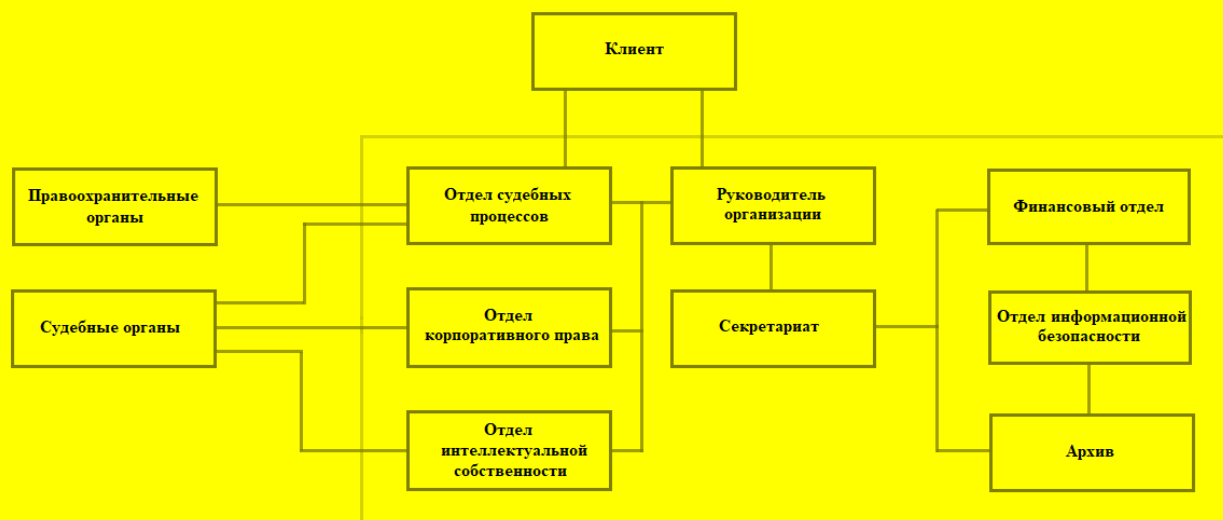 Клиент
Правоохранительные
органы
Отдел судебных
процессов
Руководитель
организации
Финансовый отдел
Судебные органы
Отдел
корпоративного права
Секретариат
Отдел информационной
безопасности
Отдел
интеллектуальной
собственности
Архив